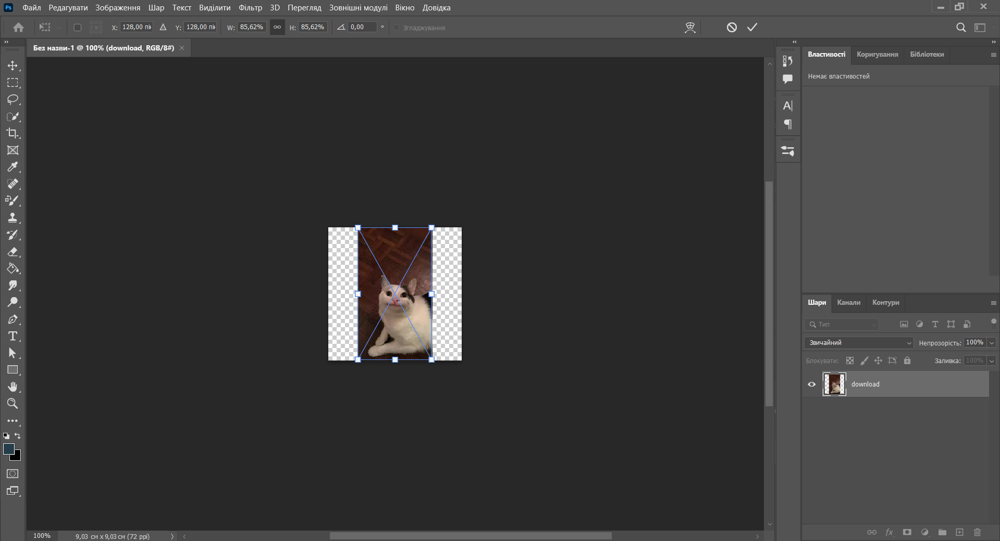 Ps Файл Редагувати Зображення Шар Текст Виділити Фільтр 3D Перегляд Зовнішні модулі Вікно Довідка
X: 128,00 пік Y: 128,00 пік W: 85,62% H: 85,62% 0,00 ° Згладжування
Без назви-1 @ 100% (download, RGB/8#)
Властивості Коригування Бібліотеки
Немає властивостей
Шари Канали Контури
Тип
Звичайний Непрозорість: 100%
Блокувати: Заливка: 100%
download
100% 9,03 см x 9,03 см (72 ppi)